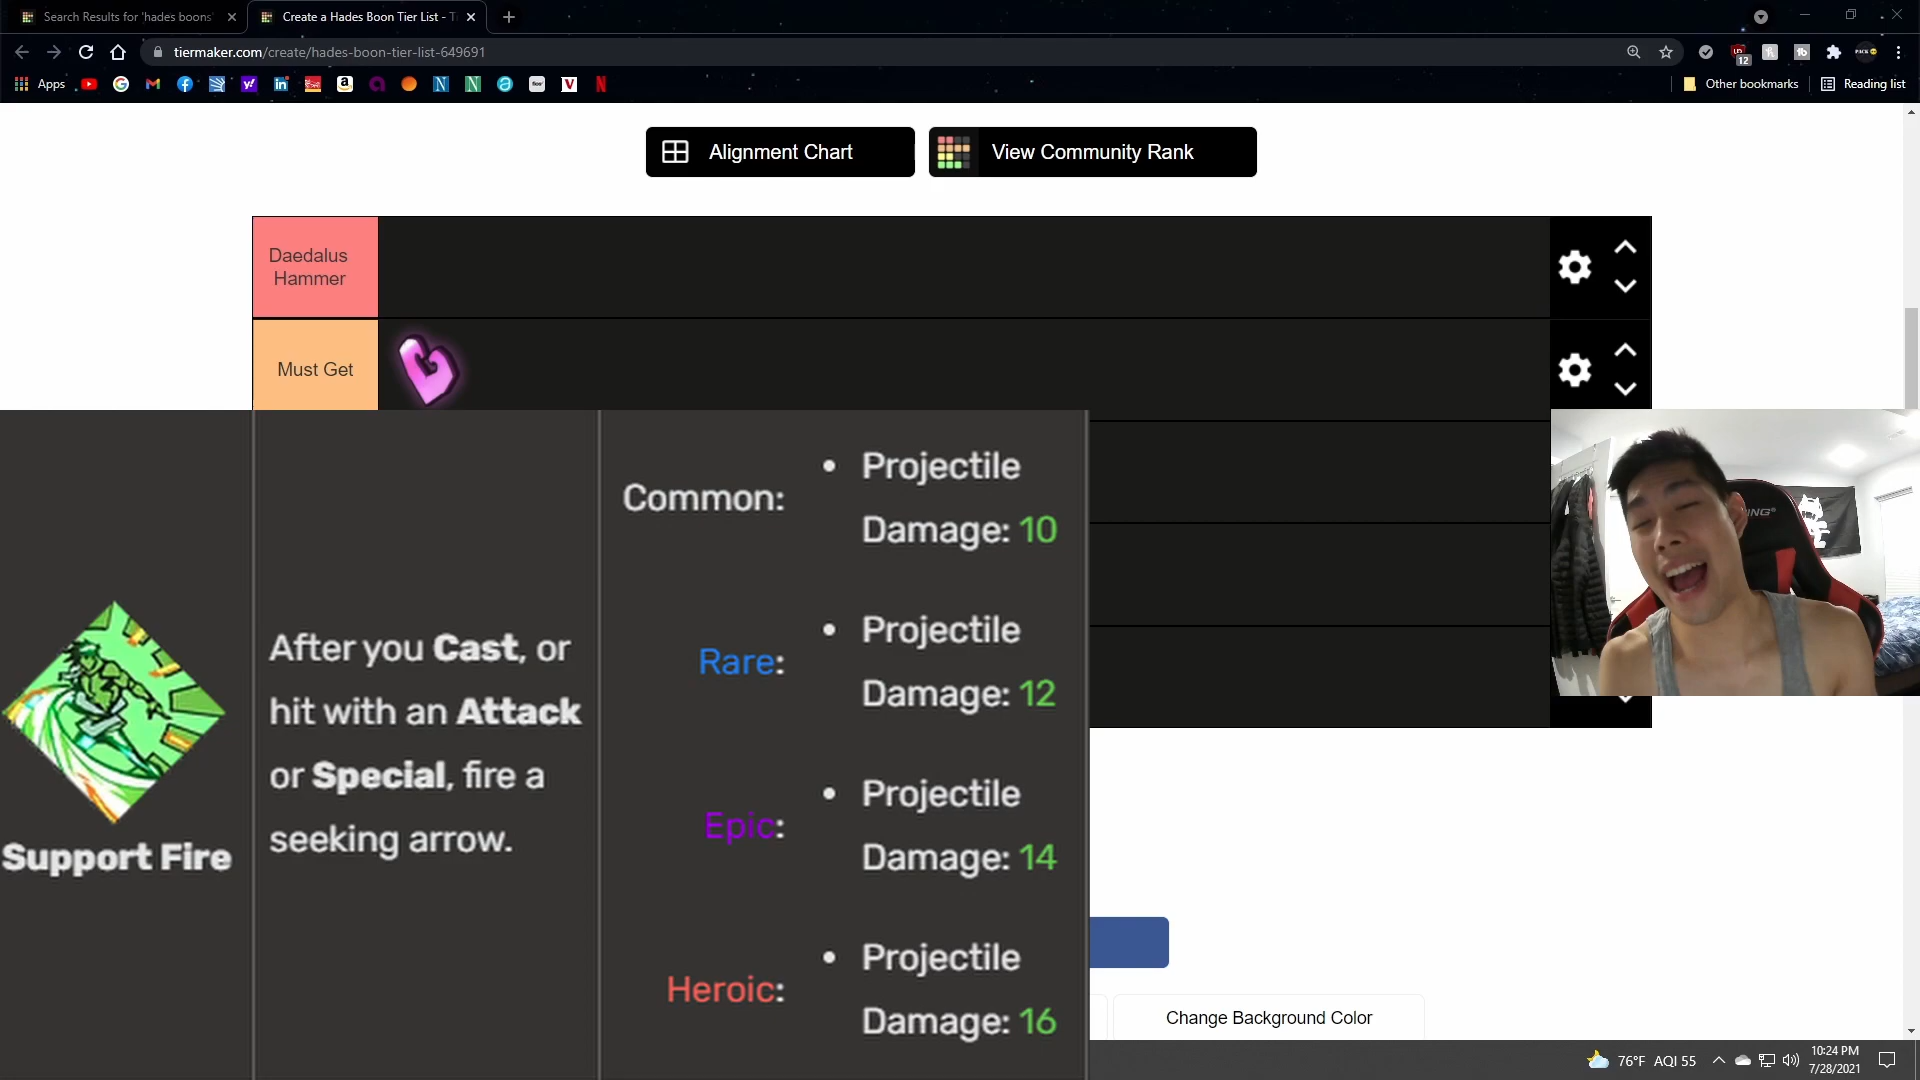 Search Results for 'hades boons'
Create a Hades Boon Tier List - T
tiermaker.com/create/hades-boon-tier-list-649691
12
Apps
Other bookmarks
Reading list
Alignment Chart
View Community Rank
Daedalus
Hammer
Must Get
Support Fire
After you Cast, or
hit with an Attack
or Special, fire a
seeking arrow.
Common:
• Projectile
Damage: 10
Rare:
• Projectile
Damage: 12
Epic:
• Projectile
Damage: 14
Heroic:
• Projectile
Damage: 16
Change Background Color
76°F AQI 55
10:24 PM
7/28/2021